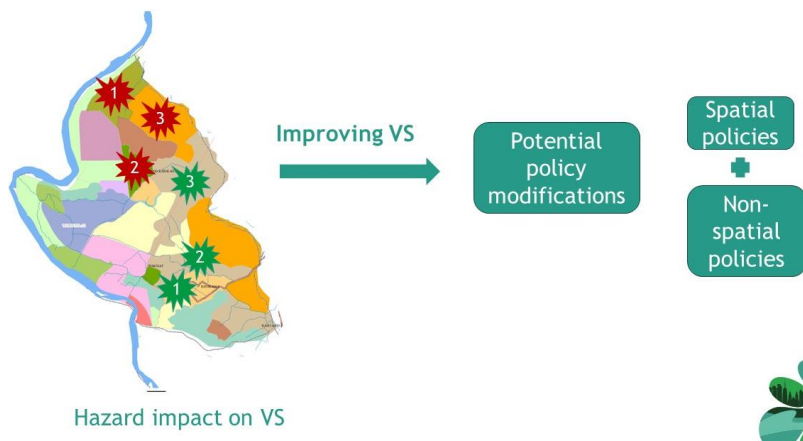 1
3
2
3
2
1
Hazard impact on VS
Improving VS
Potential
policy
modifications
Spatial
policies
Non-
spatial
policies